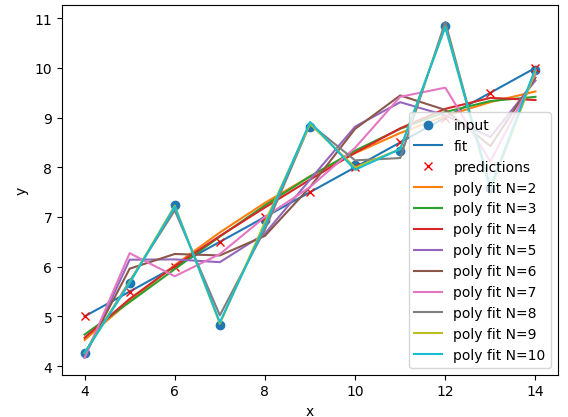 11
10
9
8
7
6
5
4
y
4
6
8
10
12
14
x
input
fit
predictions
poly fit N=2
poly fit N=3
poly fit N=4
poly fit N=5
poly fit N=6
poly fit N=7
poly fit N=8
poly fit N=9
poly fit N=10